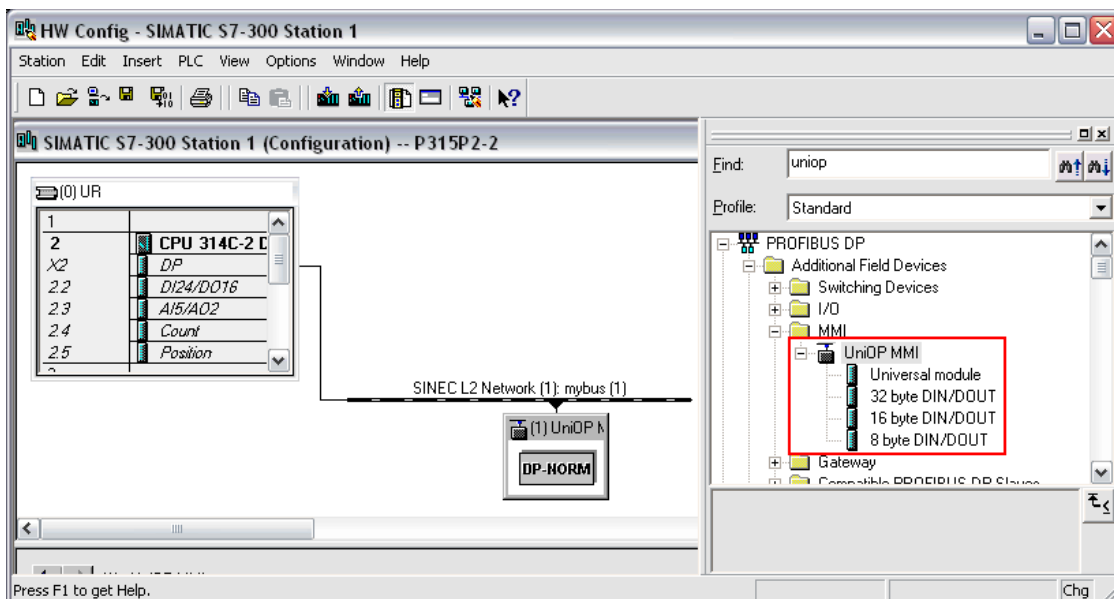 HW Config - SIMATIC S7-300 Station 1
Station Edit Insert PLC View Options Window Help
SIMATIC S7-300 Station 1 (Configuration) -- P315P2-2
(0) UR
1
2 CPU 314C-2 D
X2 DP
2.2 DI24/DO16
2.3 AI5/AO2
2.4 Count
2.5 Position
SINEC L2 Network (1): mybus (1)
(1) UniOP M
DP-NORM
Find: uniop
Profile: Standard
PROFIBUS DP
Additional Field Devices
Switching Devices
I/O
MMI
UniOP MMI
Universal module
32 byte DIN/DOUT
16 byte DIN/DOUT
8 byte DIN/DOUT
Gateway
Compatible PROFIBUS DP Slaves
Press F1 to get Help.
Chg